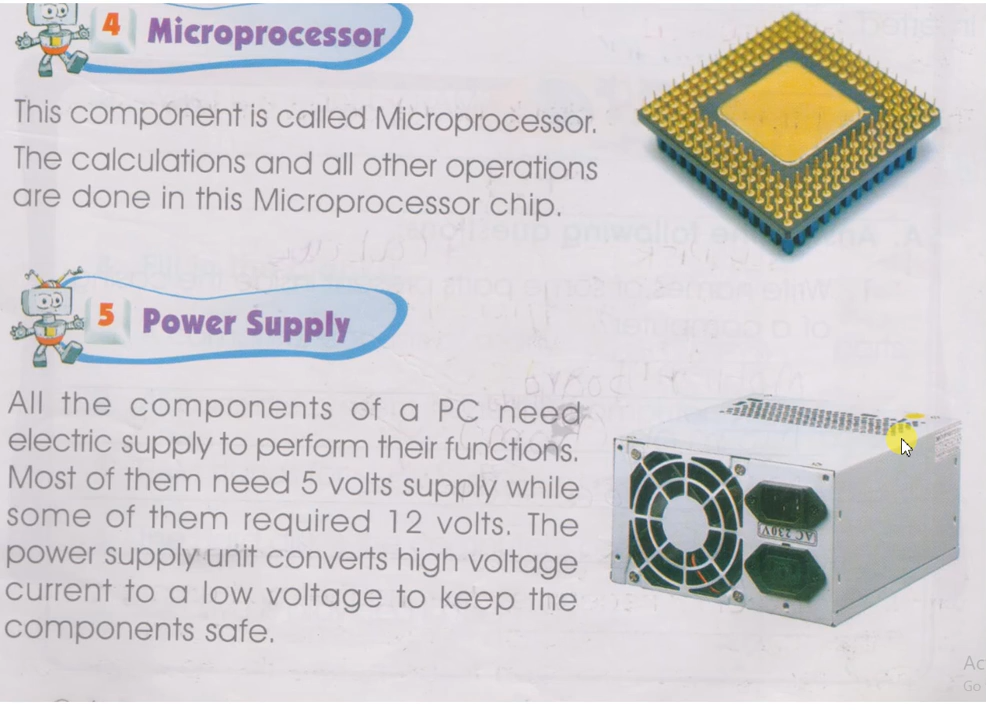 4 Microprocessor
This component is called Microprocessor.
The calculations and all other operations
are done in this Microprocessor chip.
5 Power Supply
All the components of a PC need
electric supply to perform their functions.
Most of them need 5 volts supply while
some of them required 12 volts. The
power supply unit converts high voltage
current to a low voltage to keep the
components safe.
AC 230V
Ac
Go